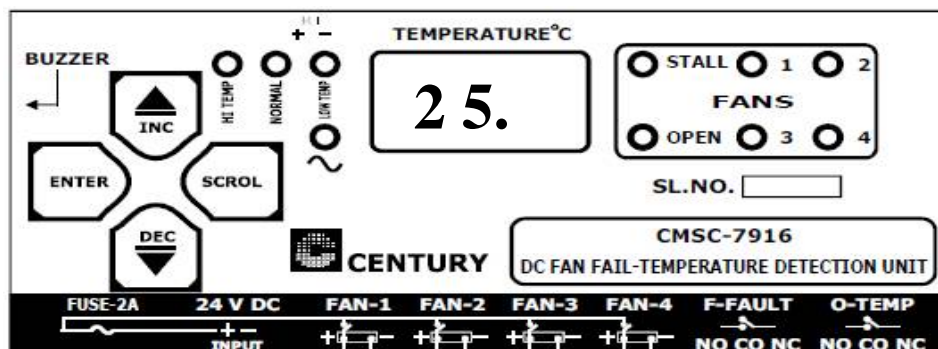 TEMPERATURE°C
+ −
BUZZER
HI TEMP
NORMAL
LOW TEMP
STALL 1 2
INC
2 5.
FANS
OPEN 3 4
ENTER
SCROL
SL.NO.
DEC
CENTURY
CMSC-7916
DC FAN FAIL-TEMPERATURE DETECTION UNIT
FUSE-2A 24 V DC FAN-1 FAN-2 FAN-3 FAN-4 F-FAULT O-TEMP
+ −
INPUT
+ − + − + − + − NO CO NC NO CO NC